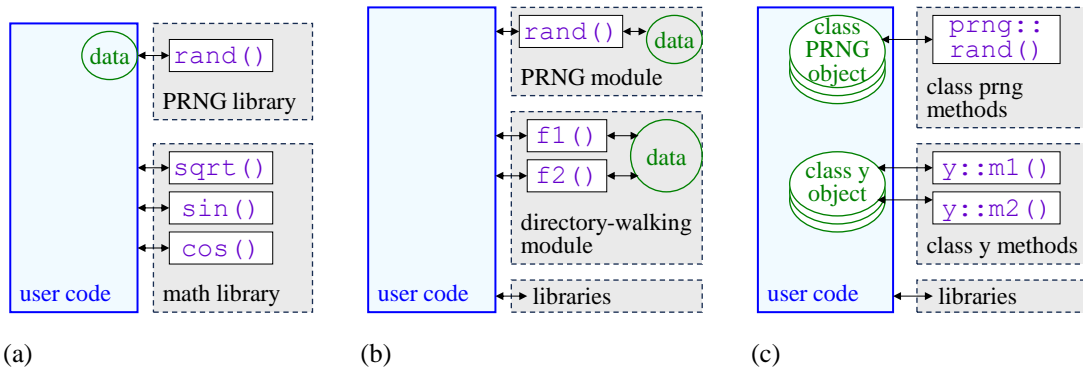 data
rand()
PRNG library
sqrt()
sin()
cos()
user code
math library
(a)
rand()
data
PRNG module
f1()
f2()
data
directory-walking
module
user code
libraries
(b)
class
PRNG
object
prng::
rand()
class prng
methods
class y
object
y::m1()
y::m2()
class y methods
user code
libraries
(c)